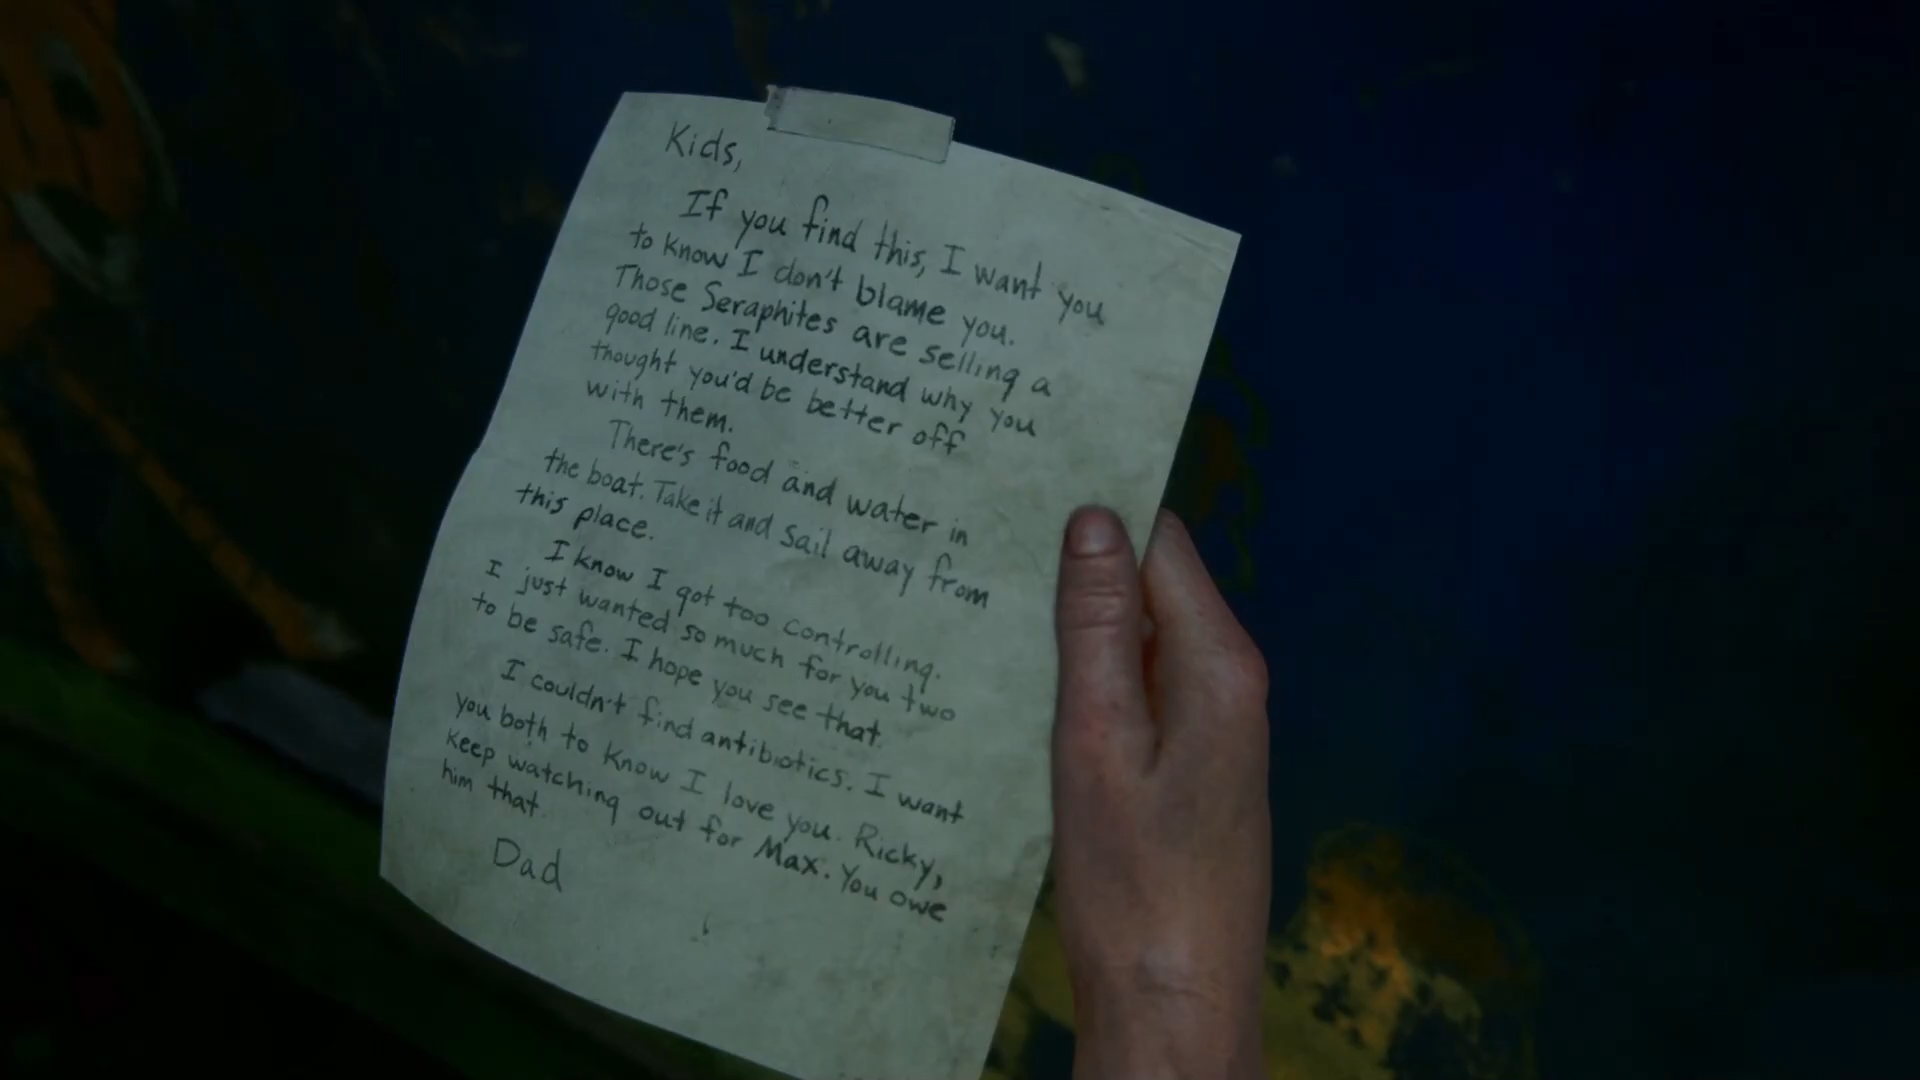 Kids,
If you find this, I want you
to know I don't blame you.
Those Seraphites are selling a
good line. I understand why you
thought you'd be better off
with them.
There's food and water in
the boat. Take it and sail away from
this place.
I know I got too controlling.
I just wanted so much for you two
to be safe. I hope you see that.
I couldn't find antibiotics. I want
you both to know I love you. Ricky,
keep watching out for Max. You owe
him that.
Dad